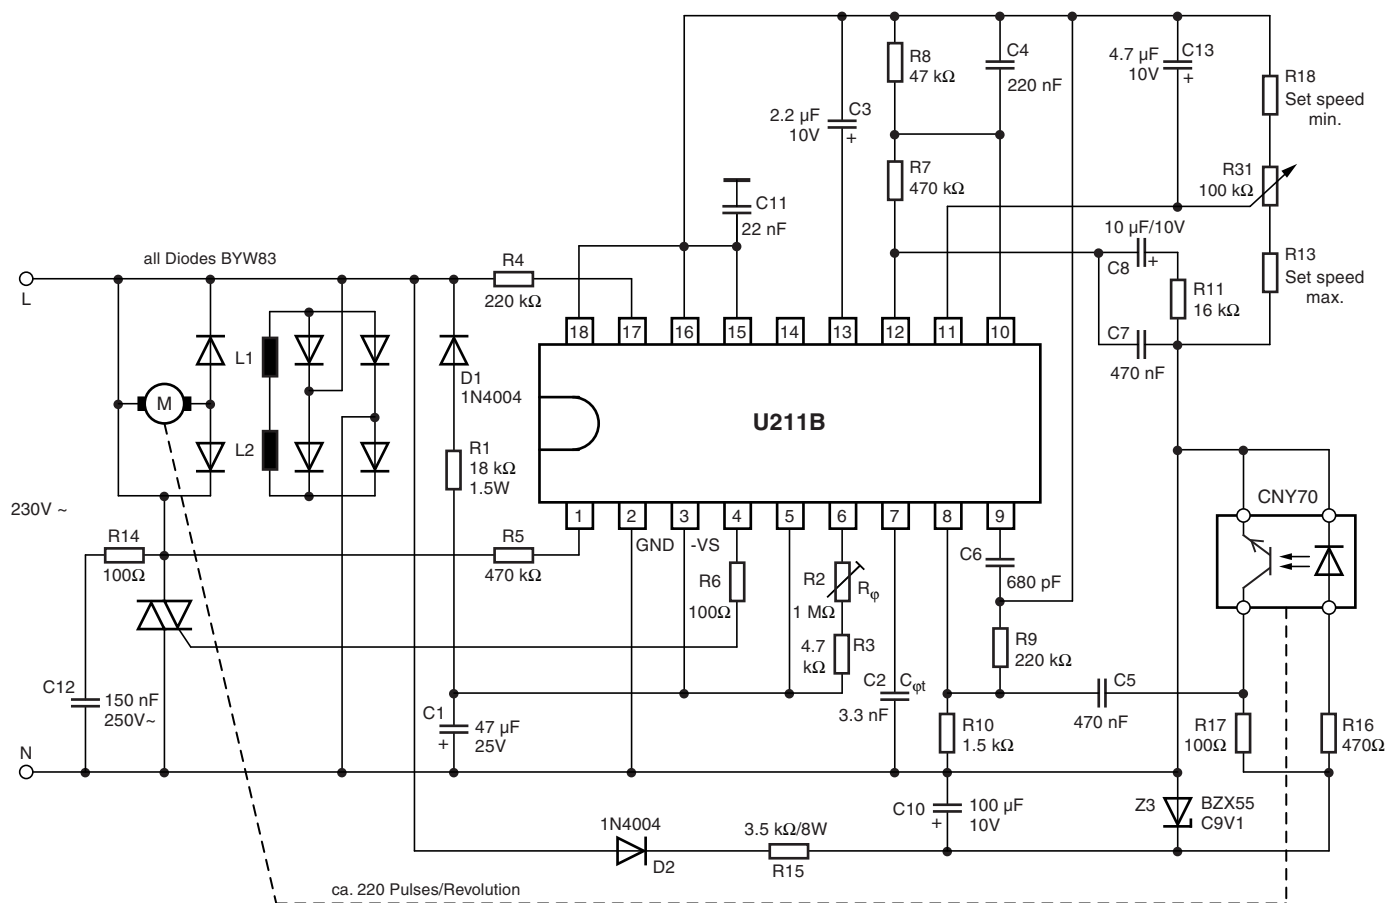 4.7 µF
10V
C13
+
R8
47 kΩ
C4
220 nF
R18
Set speed
min.
2.2 µF
10V
C3
+
R7
470 kΩ
R31
100 kΩ
C11
22 nF
10 µF/10V
C8
+
R11
16 kΩ
R13
Set speed
max.
C7
470 nF
all Diodes BYW83
L
R4
220 kΩ
18
17
16
15
14
13
12
11
10
L1
L2
M
D1
1N4004
R1
18 kΩ
1.5W
U211B
230V ~
CNY70
1
2
3
4
5
6
7
8
9
GND
-VS
R14
100Ω
R5
470 kΩ
R6
100Ω
R2
1 MΩ
Rφ
4.7
kΩ
R3
C6
680 pF
R9
220 kΩ
C12
150 nF
250V~
C1
+
47 µF
25V
C2
Cφt
3.3 nF
R10
1.5 kΩ
C5
470 nF
R17
100Ω
R16
470Ω
N
C10
+
100 µF
10V
Z3
BZX55
C9V1
1N4004
D2
3.5 kΩ/8W
R15
ca. 220 Pulses/Revolution